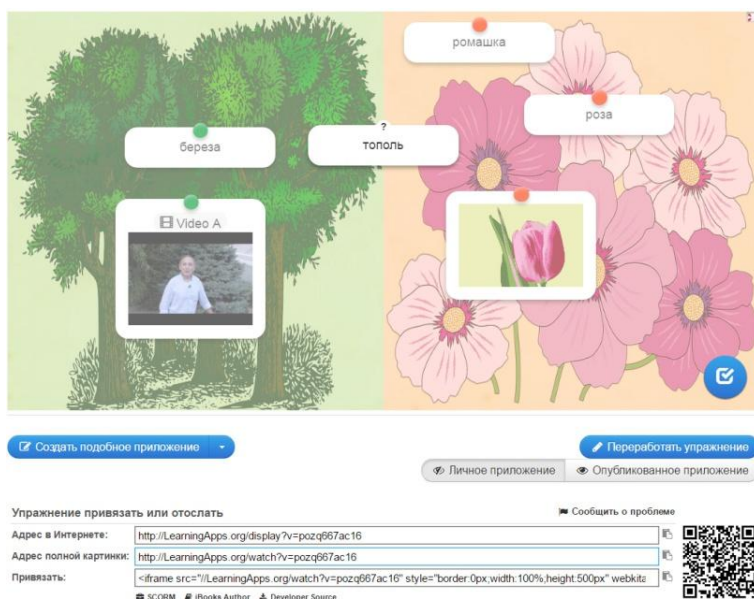 ромашка
роза
береза
?
тополь
Video A
Создать подобное приложение
Переработать упражнение
Личное приложение
Опубликованное приложение
Упражнение привязать или отослать
Сообщить о проблеме
Адрес в Интернете:
http://LearningApps.org/display?v=pozq667ac16
Адрес полной картинки:
http://LearningApps.org/watch?v=pozq667ac16
Привязать:
<iframe src="//LearningApps.org/watch?v=pozq667ac16" style="border:0px;width:100%;height:500px" webkita
SCORM iBooks Author Developer Source